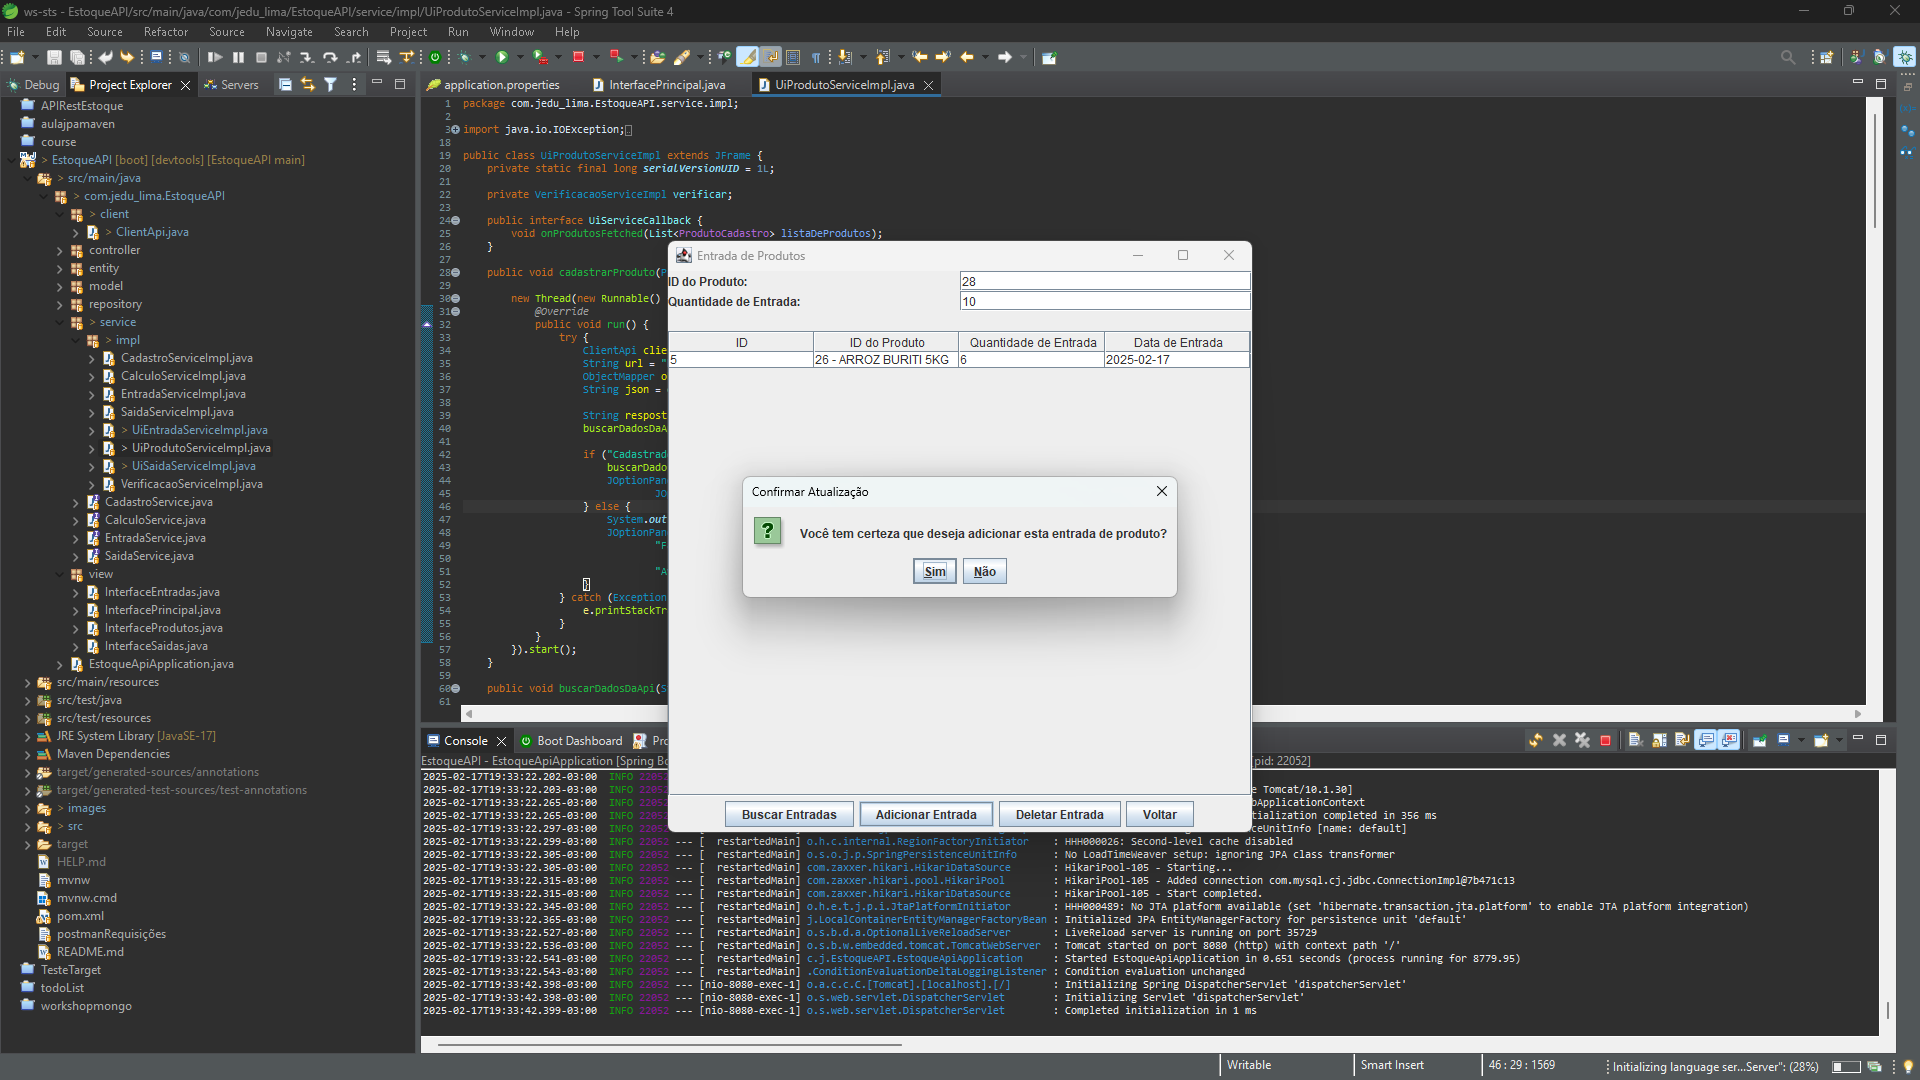 ws-sts - EstoqueAPI/src/main/java/com/jedu_lima/EstoqueAPI/service/impl/UiProdutoServiceImpl.java - Spring Tool Suite 4
File Edit Source Refactor Source Navigate Search Project Run Window Help
Debug Project Explorer Servers
APIRestEstoque
aulajpamaven
course
> EstoqueAPI [boot] [devtools] [EstoqueAPI main]
> src/main/java
> com.jedu_lima.EstoqueAPI
> client
> ClientApi.java
controller
entity
model
repository
> service
> impl
CadastroServiceImpl.java
CalculoServiceImpl.java
EntradaServiceImpl.java
SaidaServiceImpl.java
> UiEntradaServiceImpl.java
> UiProdutoServiceImpl.java
> UiSaidaServiceImpl.java
VerificacaoServiceImpl.java
CadastroService.java
CalculoService.java
EntradaService.java
SaidaService.java
view
InterfaceEntradas.java
InterfacePrincipal.java
InterfaceProdutos.java
InterfaceSaidas.java
EstoqueApiApplication.java
src/main/resources
src/test/java
src/test/resources
JRE System Library [JavaSE-17]
Maven Dependencies
target/generated-sources/annotations
target/generated-test-sources/test-annotations
> images
> src
target
HELP.md
mvnw
mvnw.cmd
pom.xml
postmanRequisições
README.md
TesteTarget
todoList
workshopmongo
application.properties InterfacePrincipal.java UiProdutoServiceImpl.java
1 package com.jedu_lima.EstoqueAPI.service.impl;
2
3 import java.io.IOException;
18
19 public class UiProdutoServiceImpl extends JFrame {
20 private static final long serialVersionUID = 1L;
21
22 private VerificacaoServiceImpl verificar;
23
24 public interface UiServiceCallback {
25 void onProdutosFetched(List<ProdutoCadastro> listaDeProdutos);
26 }
27
28 public void cadastrarProduto(P
29
30 new Thread(new Runnable()
31 @Override
32 public void run() {
33 try {
34 ClientApi clie
35 String url = "
36 ObjectMapper o
37 String json =
38
39 String respost
40 buscarDadosDaA
41
42 if ("Cadastrad
43 buscarDado
44 JOptionPan
45 JO
46 } else {
47 System.out
48 JOptionPan
49 "F
50
51 "A
52 }
53 } catch (Exception
54 e.printStackTr
55 }
56 }
57 }).start();
58 }
59
60 public void buscarDadosDaApi(S
61
Entrada de Produtos
ID do Produto: 28
Quantidade de Entrada: 10
ID ID do Produto Quantidade de Entrada Data de Entrada
5 26 - ARROZ BURITI 5KG 6 2025-02-17
Confirmar Atualização
?
Você tem certeza que deseja adicionar esta entrada de produto?
Sim Não
Buscar Entradas Adicionar Entrada Deletar Entrada Voltar
Console Boot Dashboard Pr
EstoqueAPI - EstoqueApiApplication [Spring Bo pid: 22052]
2025-02-17T19:33:22.202-03:00 INFO 22052
2025-02-17T19:33:22.203-03:00 INFO 22052 e Tomcat/10.1.30]
2025-02-17T19:33:22.265-03:00 INFO 22052 bApplicationContext
2025-02-17T19:33:22.265-03:00 INFO 22052 tialization completed in 356 ms
2025-02-17T19:33:22.297-03:00 INFO 22052 ceUnitInfo [name: default]
2025-02-17T19:33:22.299-03:00 INFO 22052 --- [ restartedMain] o.h.c.internal.RegionFactoryInitiator : HHH000026: Second-level cache disabled
2025-02-17T19:33:22.305-03:00 INFO 22052 --- [ restartedMain] o.s.o.j.p.SpringPersistenceUnitInfo : No LoadTimeWeaver setup: ignoring JPA class transformer
2025-02-17T19:33:22.305-03:00 INFO 22052 --- [ restartedMain] com.zaxxer.hikari.HikariDataSource : HikariPool-105 - Starting...
2025-02-17T19:33:22.315-03:00 INFO 22052 --- [ restartedMain] com.zaxxer.hikari.pool.HikariPool : HikariPool-105 - Added connection com.mysql.cj.jdbc.ConnectionImpl@7b471c13
2025-02-17T19:33:22.315-03:00 INFO 22052 --- [ restartedMain] com.zaxxer.hikari.HikariDataSource : HikariPool-105 - Start completed.
2025-02-17T19:33:22.345-03:00 INFO 22052 --- [ restartedMain] o.h.e.t.j.p.i.JtaPlatformInitiator : HHH000489: No JTA platform available (set 'hibernate.transaction.jta.platform' to enable JTA platform integration)
2025-02-17T19:33:22.365-03:00 INFO 22052 --- [ restartedMain] j.LocalContainerEntityManagerFactoryBean : Initialized JPA EntityManagerFactory for persistence unit 'default'
2025-02-17T19:33:22.527-03:00 INFO 22052 --- [ restartedMain] o.s.b.d.a.OptionalLiveReloadServer : LiveReload server is running on port 35729
2025-02-17T19:33:22.536-03:00 INFO 22052 --- [ restartedMain] o.s.b.w.embedded.tomcat.TomcatWebServer : Tomcat started on port 8080 (http) with context path '/'
2025-02-17T19:33:22.541-03:00 INFO 22052 --- [ restartedMain] c.j.EstoqueAPI.EstoqueApiApplication : Started EstoqueApiApplication in 0.651 seconds (process running for 8779.95)
2025-02-17T19:33:22.543-03:00 INFO 22052 --- [ restartedMain] .ConditionEvaluationDeltaLoggingListener : Condition evaluation unchanged
2025-02-17T19:33:42.398-03:00 INFO 22052 --- [nio-8080-exec-1] o.a.c.c.C.[Tomcat].[localhost].[/] : Initializing Spring DispatcherServlet 'dispatcherServlet'
2025-02-17T19:33:42.398-03:00 INFO 22052 --- [nio-8080-exec-1] o.s.web.servlet.DispatcherServlet : Initializing Servlet 'dispatcherServlet'
2025-02-17T19:33:42.399-03:00 INFO 22052 --- [nio-8080-exec-1] o.s.web.servlet.DispatcherServlet : Completed initialization in 1 ms
Writable Smart Insert 46 : 29 : 1569 Initializing language ser...Server": (28%)